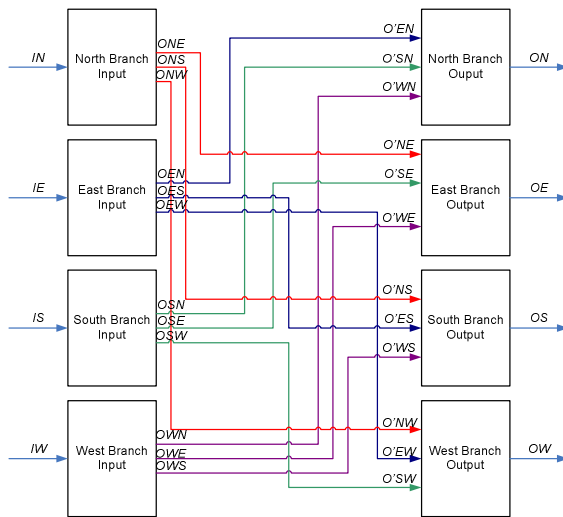 IN
North Branch
Input
ONE
ONS
ONW
O'EN
O'SN
O'WN
North Branch
Ouput
ON
IE
East Branch
Input
OEN
OES
OEW
O'NE
O'SE
O'WE
East Branch
Output
OE
IS
South Branch
Input
OSN
OSE
OSW
O'NS
O'ES
O'WS
South Branch
Output
OS
IW
West Branch
Input
OWN
OWE
OWS
O'NW
O'EW
O'SW
West Branch
Output
OW